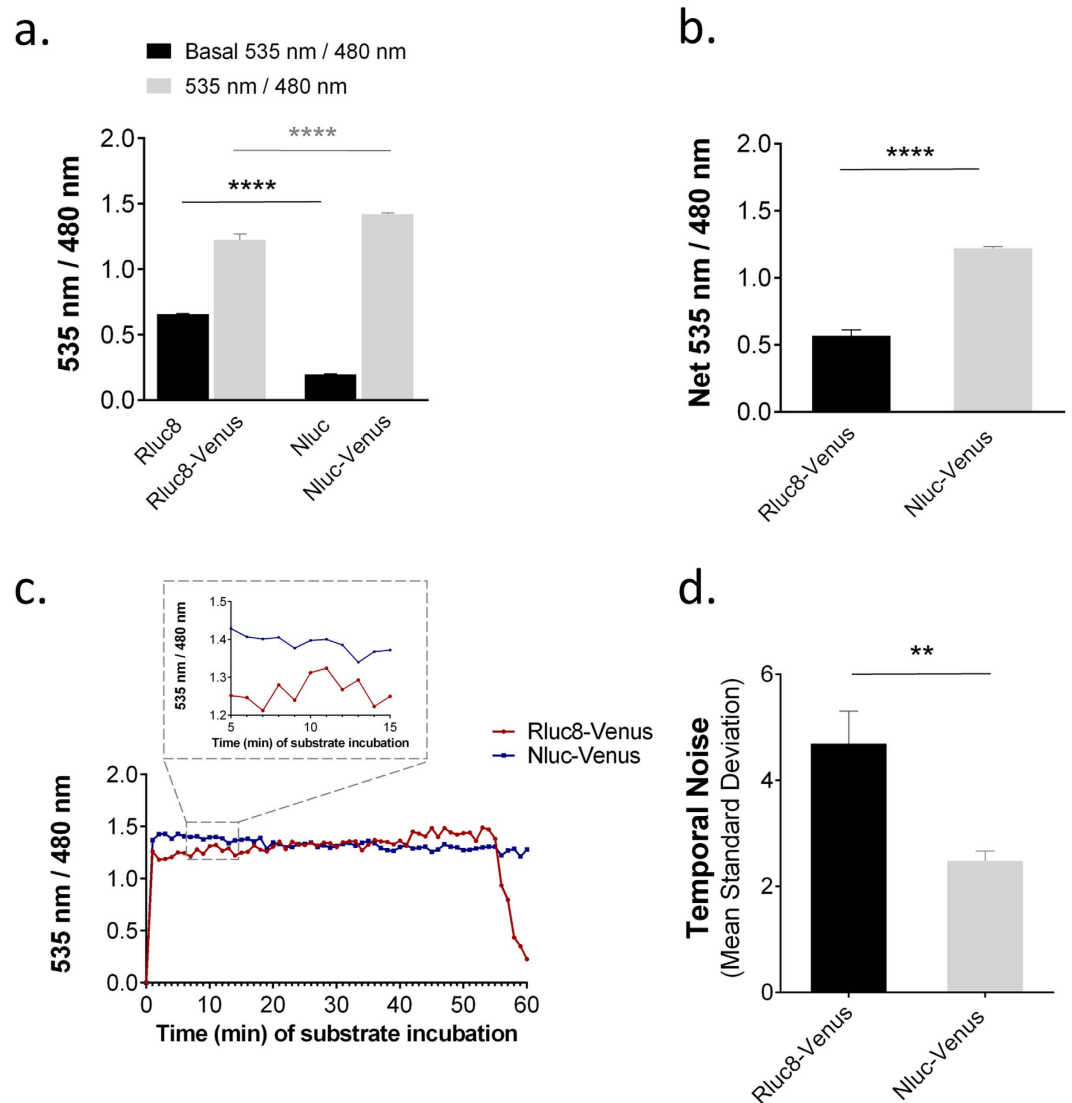 a.
Basal 535 nm / 480 nm
535 nm / 480 nm
535 nm / 480 nm
2.0
1.5
1.0
0.5
0.0
****
****
Rluc8
Rluc8-Venus
Nluc
Nluc-Venus
b.
Net 535 nm / 480 nm
2.0
1.5
1.0
0.5
0.0
****
Rluc8-Venus
Nluc-Venus
c.
535 nm / 480 nm
1.5
1.4
1.3
1.2
5
10
15
Time (min) of substrate incubation
Rluc8-Venus
Nluc-Venus
535 nm / 480 nm
2.0
1.5
1.0
0.5
0.0
0
10
20
30
40
50
60
Time (min) of substrate incubation
d.
Temporal Noise
(Mean Standard Deviation)
6
4
2
0
**
Rluc8-Venus
Nluc-Venus